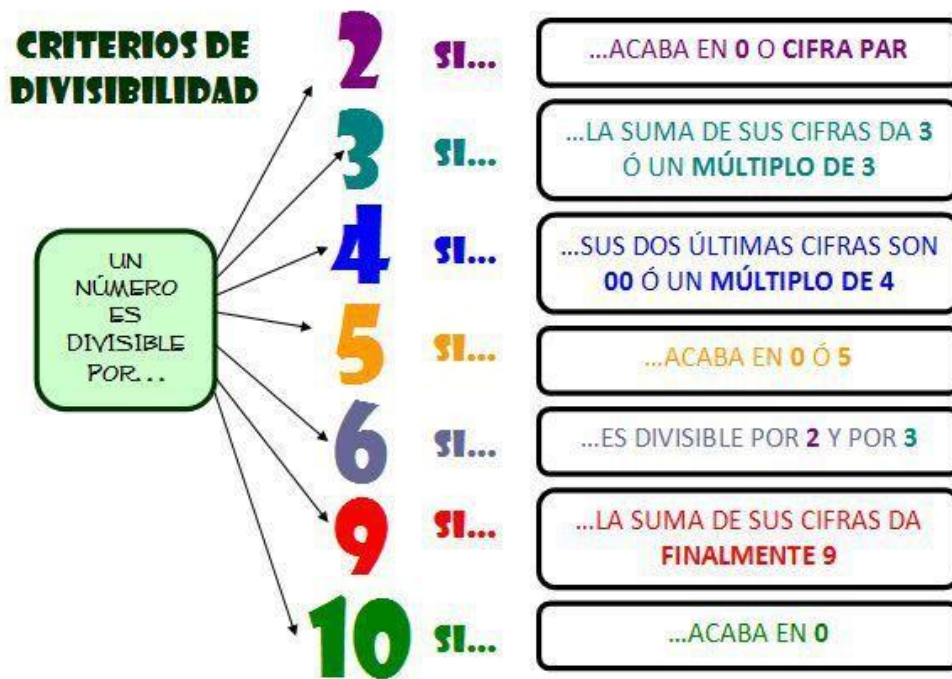 CRITERIOS DE
DIVISIBILIDAD
UN
NÚMERO
ES
DIVISIBLE
POR...
2 SI... ...ACABA EN 0 O CIFRA PAR
3 SI... ...LA SUMA DE SUS CIFRAS DA 3
Ó UN MÚLTIPLO DE 3
4 SI... ...SUS DOS ÚLTIMAS CIFRAS SON
00 Ó UN MÚLTIPLO DE 4
5 SI... ...ACABA EN 0 Ó 5
6 SI... ...ES DIVISIBLE POR 2 Y POR 3
9 SI... ...LA SUMA DE SUS CIFRAS DA
FINALMENTE 9
10 SI... ...ACABA EN 0